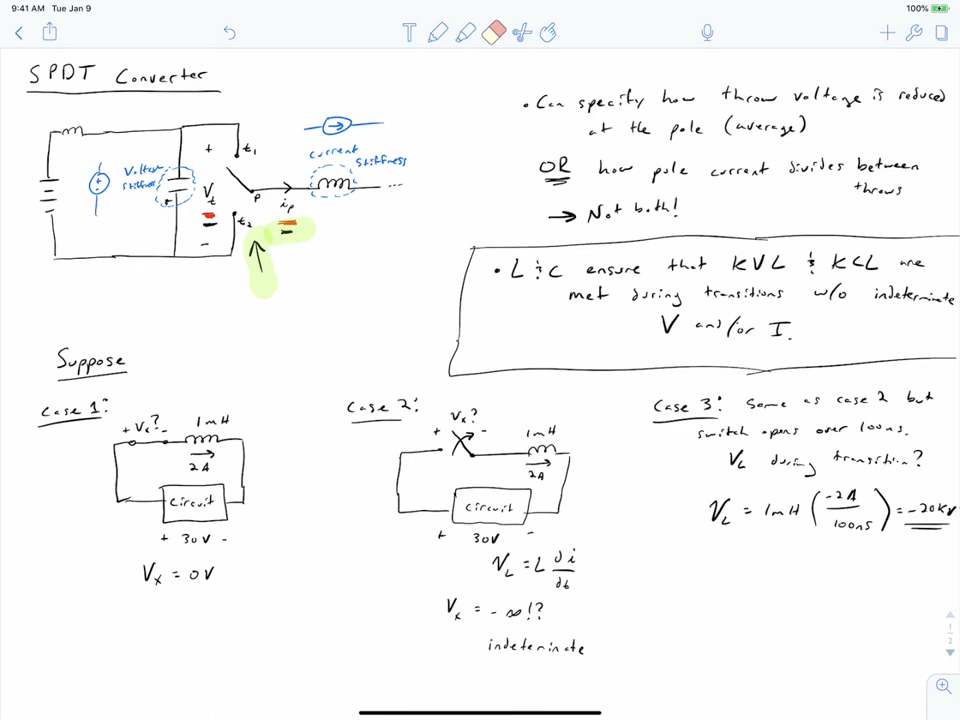 9:41 AM Tue Jan 9
100%
SPDT Converter
t1
+
Voltage
stiffness
+
Vt
-
P
t2
ip
current
stiffness
...
• Can specify how throw voltage is reduced
at the pole (average)
OR how pole current divides between
throws
→ Not both!
• L & C ensure that KVL & KCL are
met during transitions w/o indeterminate
V and/or I.
Suppose
Case 1:
+ Vx? -
1mH
2A
Circuit
+ 30V -
Vx = 0V
Case 2:
Vx?
+ -
1mH
2A
Circuit
+ 30V -
VL = L di
dt
Vx = -∞!?
indeterminate
Case 3: Same as case 2 but
switch opens over 100ns.
VL during transition?
VL = 1mH (-2A / 100ns) = -20KV
1
2